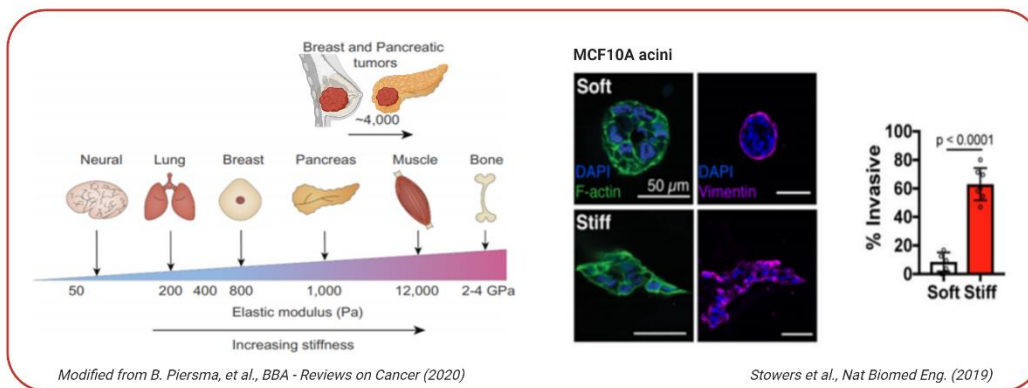 Breast and Pancreatic
tumors
~4,000
Neural Lung Breast Pancreas Muscle Bone
50 200 400 800 1,000 12,000 2-4 GPa
Elastic modulus (Pa)
Increasing stiffness
Modified from B. Piersma, et al., BBA - Reviews on Cancer (2020)
MCF10A acini
Soft
DAPI
F-actin
50 µm
DAPI
Vimentin
Stiff
% Invasive
100
80
60
40
20
0
p < 0.0001
Soft Stiff
Stowers et al., Nat Biomed Eng. (2019)